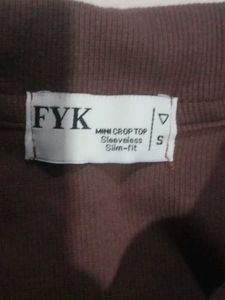 FYK
MINI CROP TOP
Sleeveless
Slim-fit
S